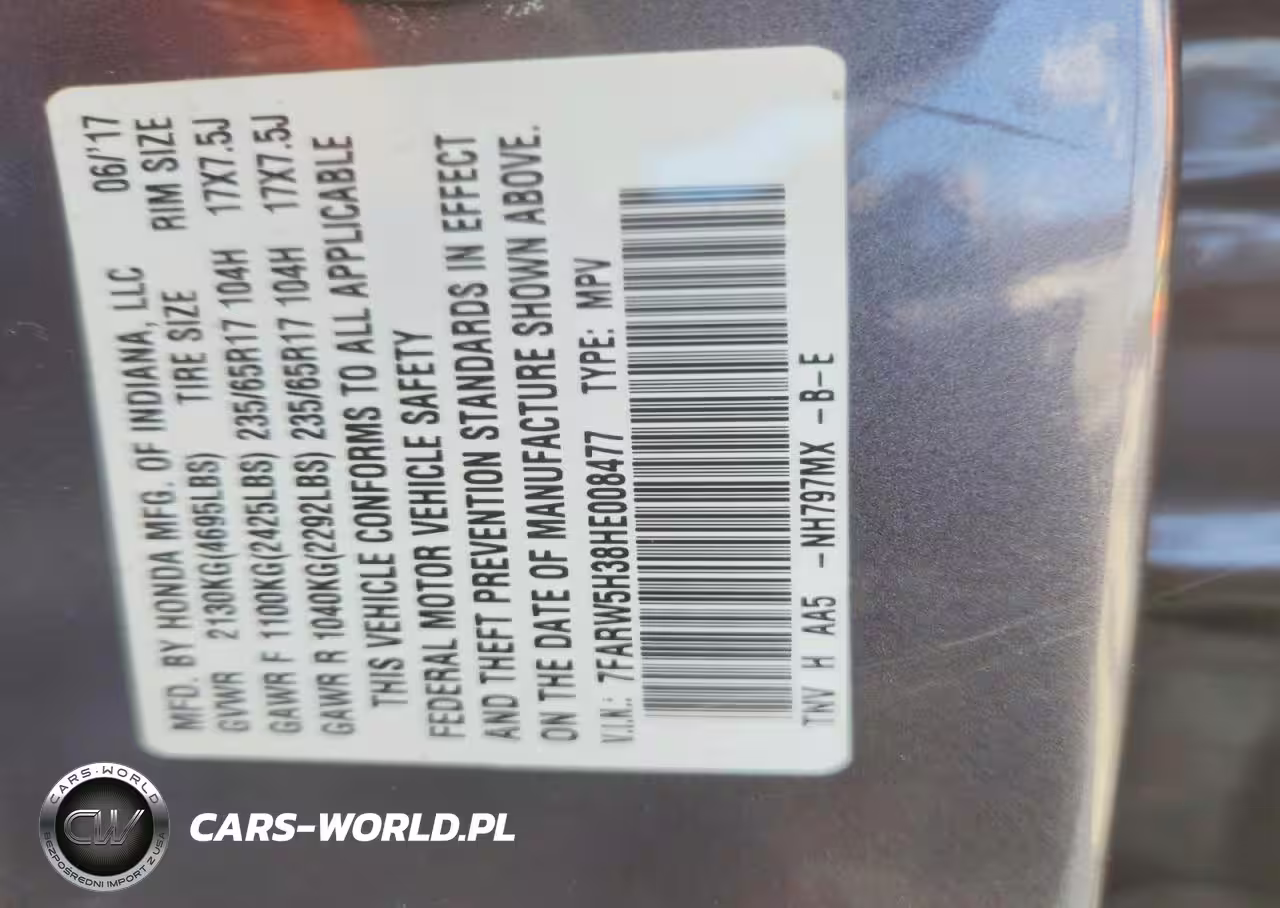 MFD. BY HONDA MFG. OF INDIANA, LLC 06/'17
GVWR 2130KG(4695LBS) TIRE SIZE RIM SIZE
GAWR F 1100KG(2425LBS) 235/65R17 104H 17X7.5J
GAWR R 1040KG(2292LBS) 235/65R17 104H 17X7.5J
THIS VEHICLE CONFORMS TO ALL APPLICABLE
FEDERAL MOTOR VEHICLE SAFETY
AND THEFT PREVENTION STANDARDS IN EFFECT
ON THE DATE OF MANUFACTURE SHOWN ABOVE.
V.I.N.: 7FARW5H38HE008477 TYPE: MPV
TNV H AA5 -NH797MX -B-E
CARS-WORLD
CW
BEZPOŚREDNI IMPORT Z USA
CARS-WORLD.PL